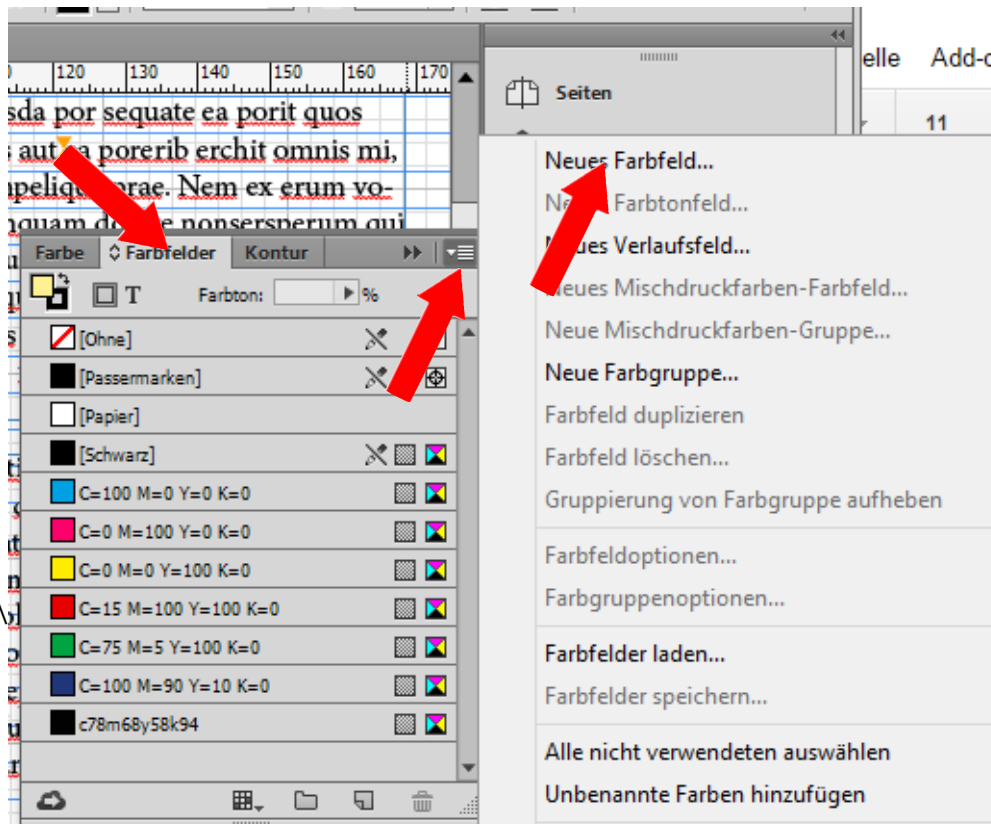 elle Add-
120 130 140 150 160 170
Seiten
11
sda por sequate ea porit quos
aut ea porerib erchit omnis mi,
prae. Nem ex erum vo-
nonsersperum qui
Farbe Farbfelder Kontur
T Farbton: %
[Ohne]
[Passermarken]
[Papier]
[Schwarz]
C=100 M=0 Y=0 K=0
C=0 M=100 Y=0 K=0
C=0 M=0 Y=100 K=0
C=15 M=100 Y=100 K=0
C=75 M=5 Y=100 K=0
C=100 M=90 Y=10 K=0
c78m68y58k94
Neues Farbfeld...
Farbtonfeld...
Neues Verlaufsfeld...
Neues Mischdruckfarben-Farbfeld...
Neue Mischdruckfarben-Gruppe...
Neue Farbgruppe...
Farbfeld duplizieren
Farbfeld löschen...
Gruppierung von Farbgruppe aufheben
Farbfeldoptionen...
Farbgruppenoptionen...
Farbfelder laden...
Farbfelder speichern...
Alle nicht verwendeten auswählen
Unbenannte Farben hinzufügen